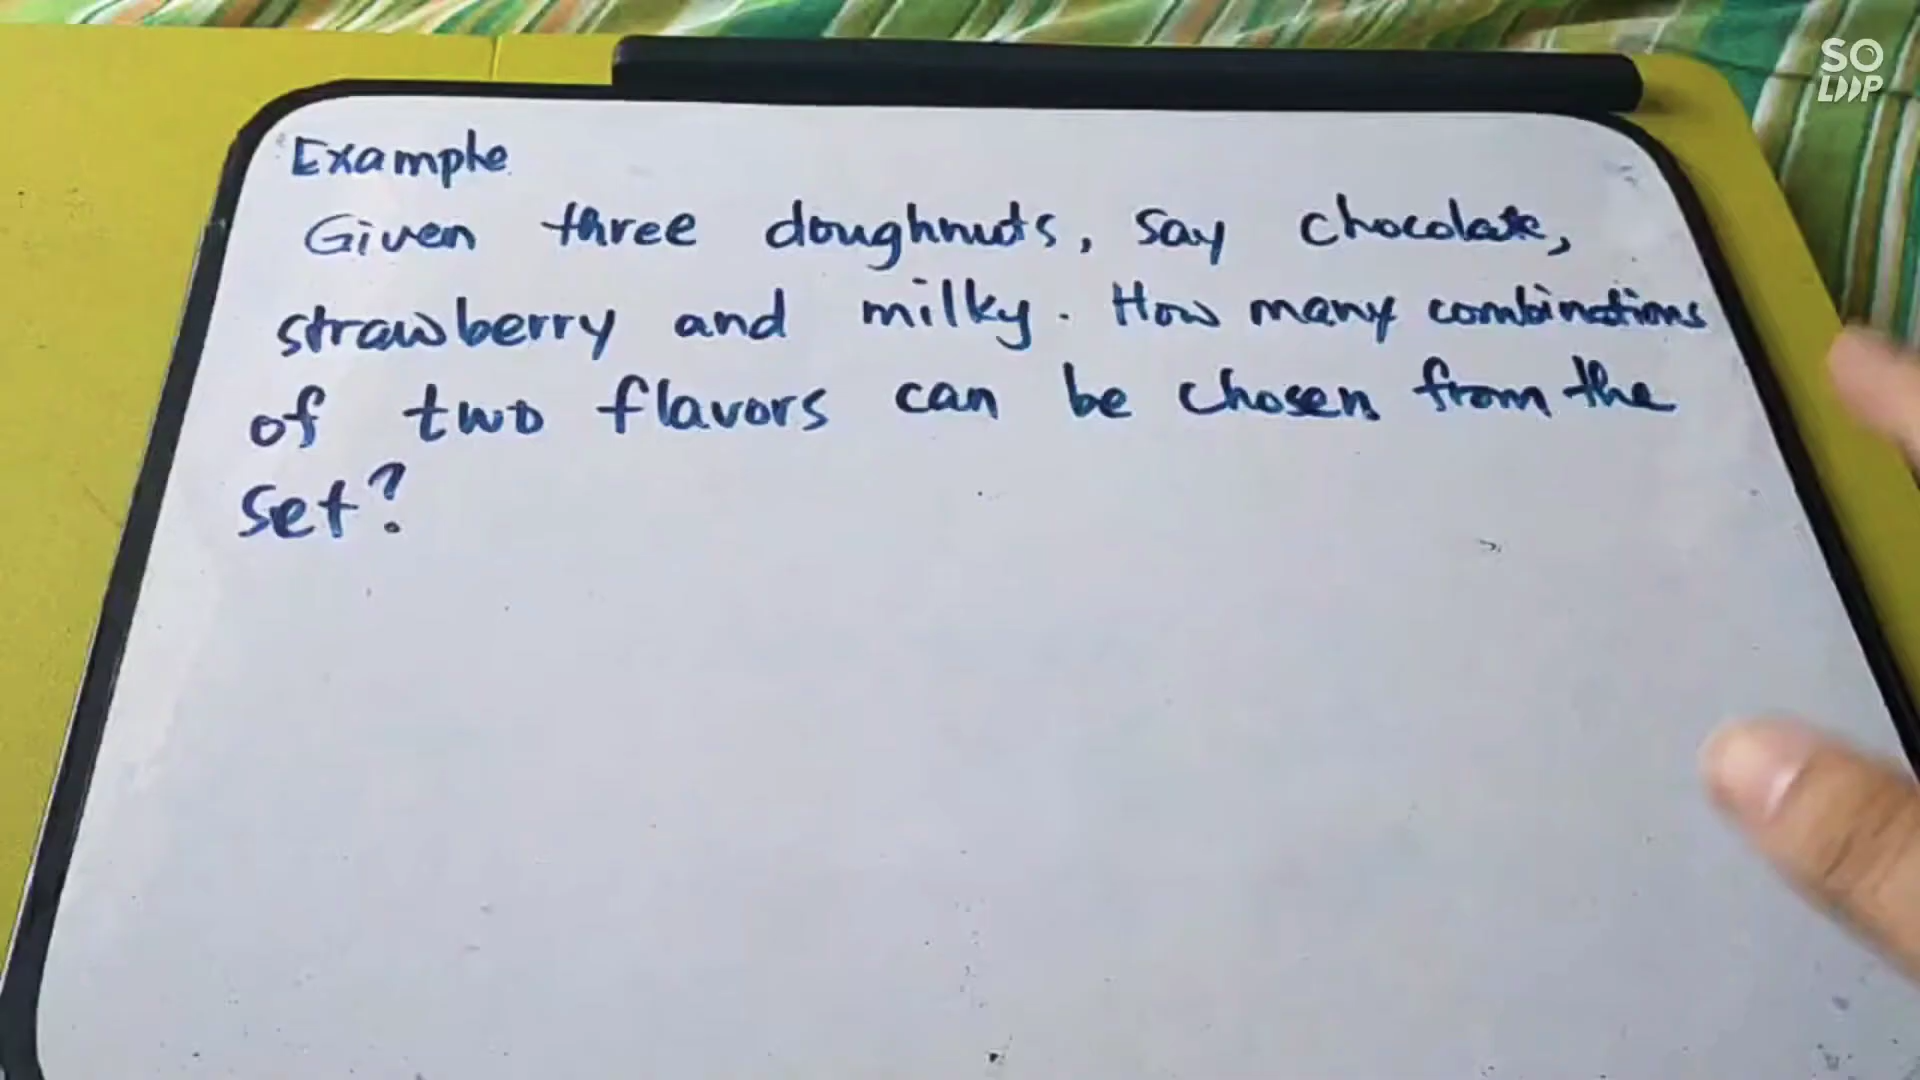 Example
Given three doughnuts, say chocolate,
strawberry and milky. How many combinations
of two flavors can be chosen from the
set?
SO
LOOP